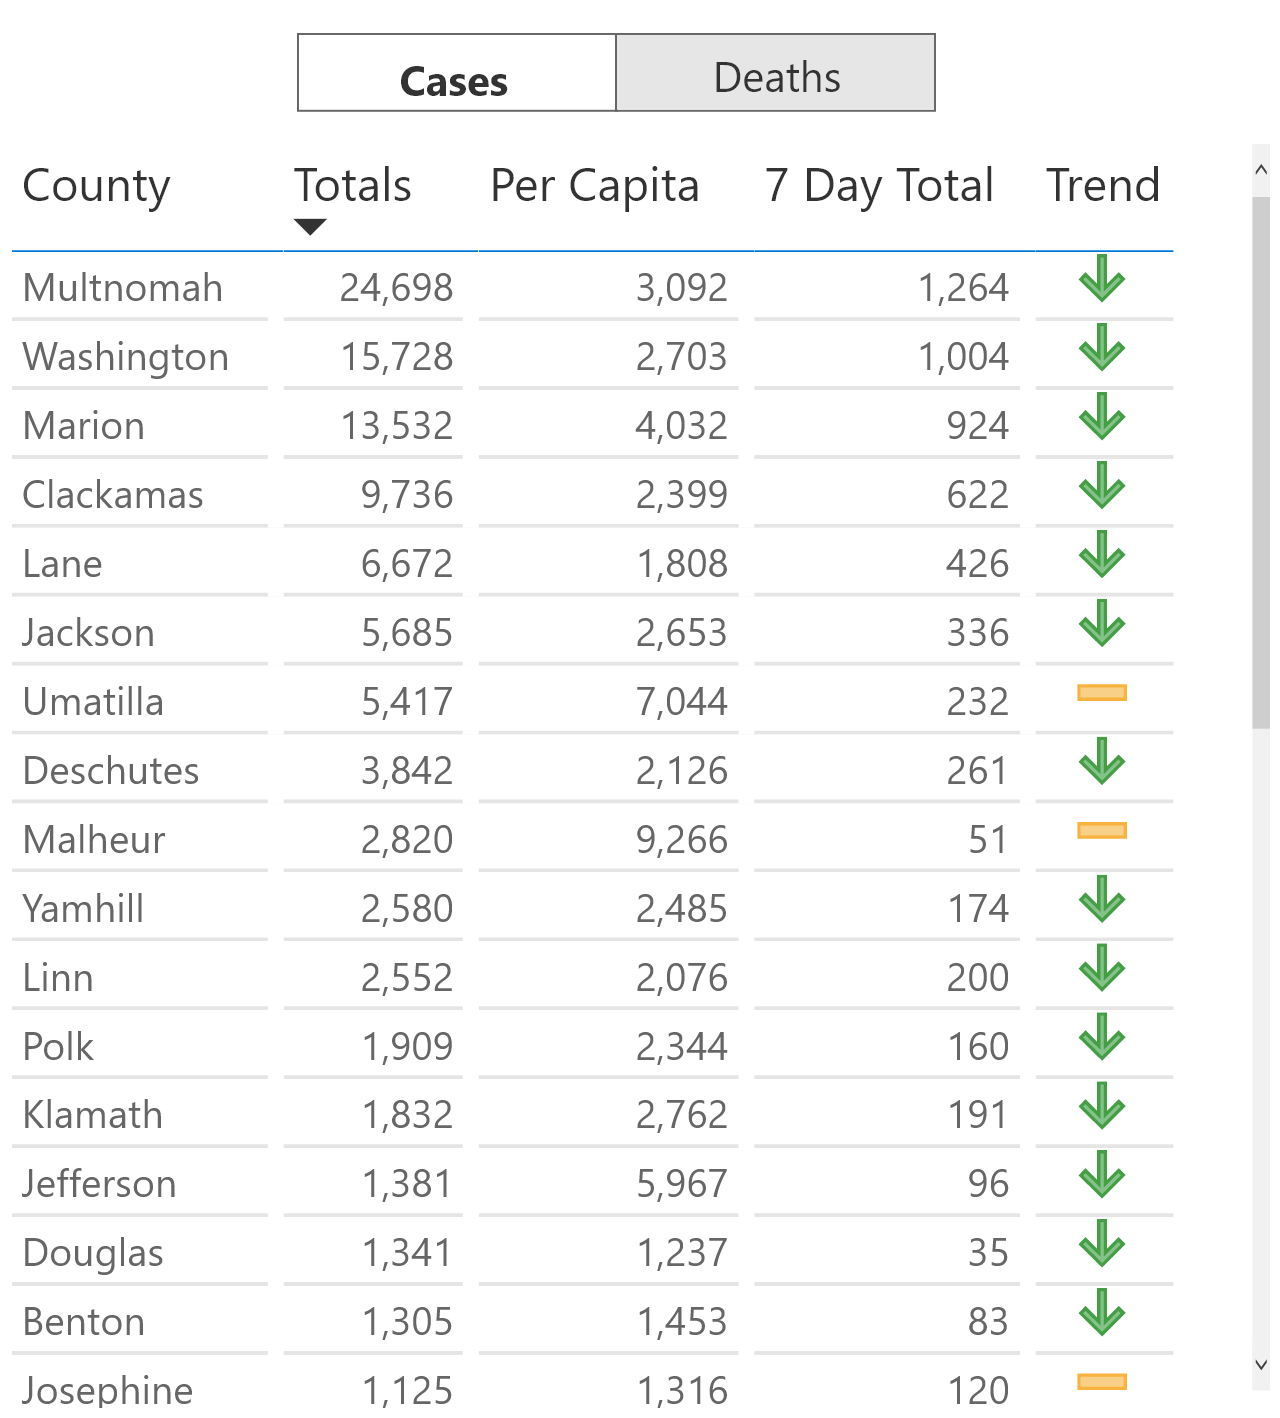 Cases Deaths
County Totals Per Capita 7 Day Total Trend
Multnomah 24,698 3,092 1,264
Washington 15,728 2,703 1,004
Marion 13,532 4,032 924
Clackamas 9,736 2,399 622
Lane 6,672 1,808 426
Jackson 5,685 2,653 336
Umatilla 5,417 7,044 232
Deschutes 3,842 2,126 261
Malheur 2,820 9,266 51
Yamhill 2,580 2,485 174
Linn 2,552 2,076 200
Polk 1,909 2,344 160
Klamath 1,832 2,762 191
Jefferson 1,381 5,967 96
Douglas 1,341 1,237 35
Benton 1,305 1,453 83
Josephine 1,125 1,316 120